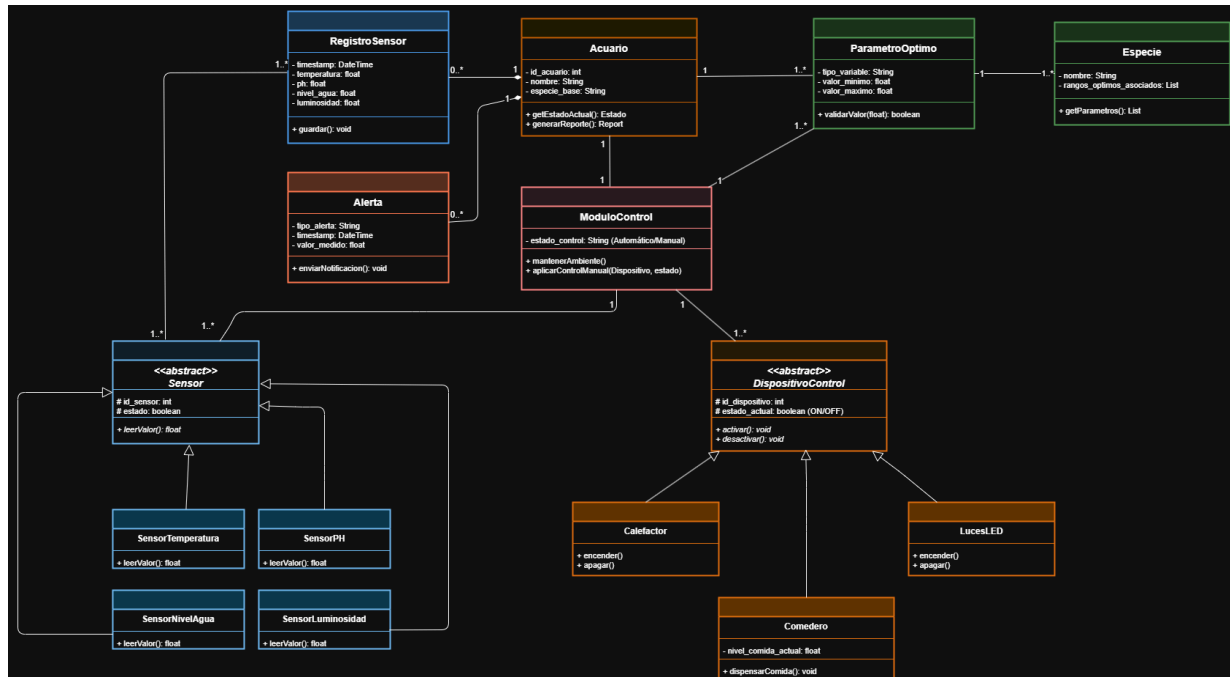 RegistroSensor
- timestamp: DateTime
- temperatura: float
- ph: float
- nivel_agua: float
- luminosidad: float
+ guardar(): void
1..*
0..*
1
Acuario
- id_acuario: int
- nombre: String
- especie_base: String
+ getEstadoActual(): Estado
+ generarReporte(): Report
1
1
1..*
ParametroOptimo
- tipo_variable: String
- valor_minimo: float
- valor_maximo: float
+ validarValor(float): boolean
1
1..*
Especie
- nombre: String
- rangos_optimos_asociados: List
+ getParametros(): List
1..*
1
1
1
Alerta
- tipo_alerta: String
- timestamp: DateTime
- valor_medido: float
+ enviarNotificacion(): void
0..*
ModuloControl
- estado_control: String (Automático/Manual)
+ mantenerAmbiente()
+ aplicarControlManual(Dispositivo, estado)
1
1
1..*
1..*
1..*
<<abstract>>
Sensor
# id_sensor: int
# estado: boolean
+ leerValor(): float
<<abstract>>
DispositivoControl
# id_dispositivo: int
# estado_actual: boolean (ON/OFF)
+ activar(): void
+ desactivar(): void
SensorTemperatura
+ leerValor(): float
SensorPH
+ leerValor(): float
Calefactor
+ encender()
+ apagar()
LucesLED
+ encender()
+ apagar()
SensorNivelAgua
+ leerValor(): float
SensorLuminosidad
+ leerValor(): float
Comedero
- nivel_comida_actual: float
+ dispensarComida(): void